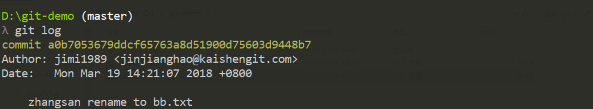 D:\git-demo (master)
λ git log
commit a0b7053679ddcf65763a8d51900d75603d9448b7
Author: jimi1989 <jinjianghao@kaishengit.com>
Date:   Mon Mar 19 14:21:07 2018 +0800
zhangsan rename to bb.txt